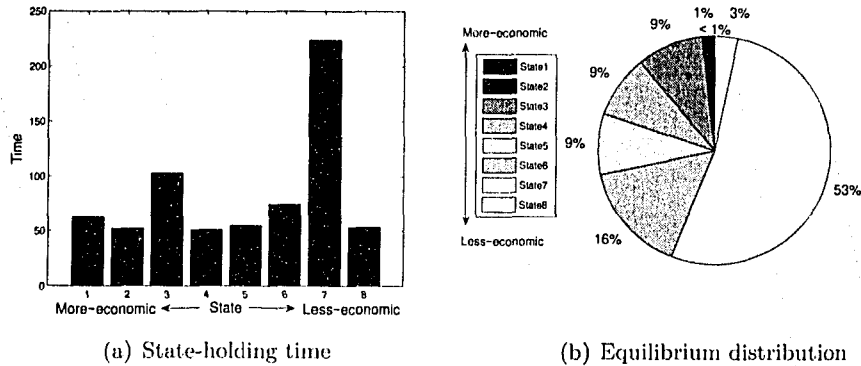 250
200
150
100
50
0
Time
1 2 3 4 5 6 7 8
More-economic State Less-economic
(a) State-holding time
More-economic
State1
State2
State3
State4
State5
State6
State7
State8
Less-economic
1%
< 1%
3%
9%
9%
9%
16%
53%
(b) Equilibrium distribution